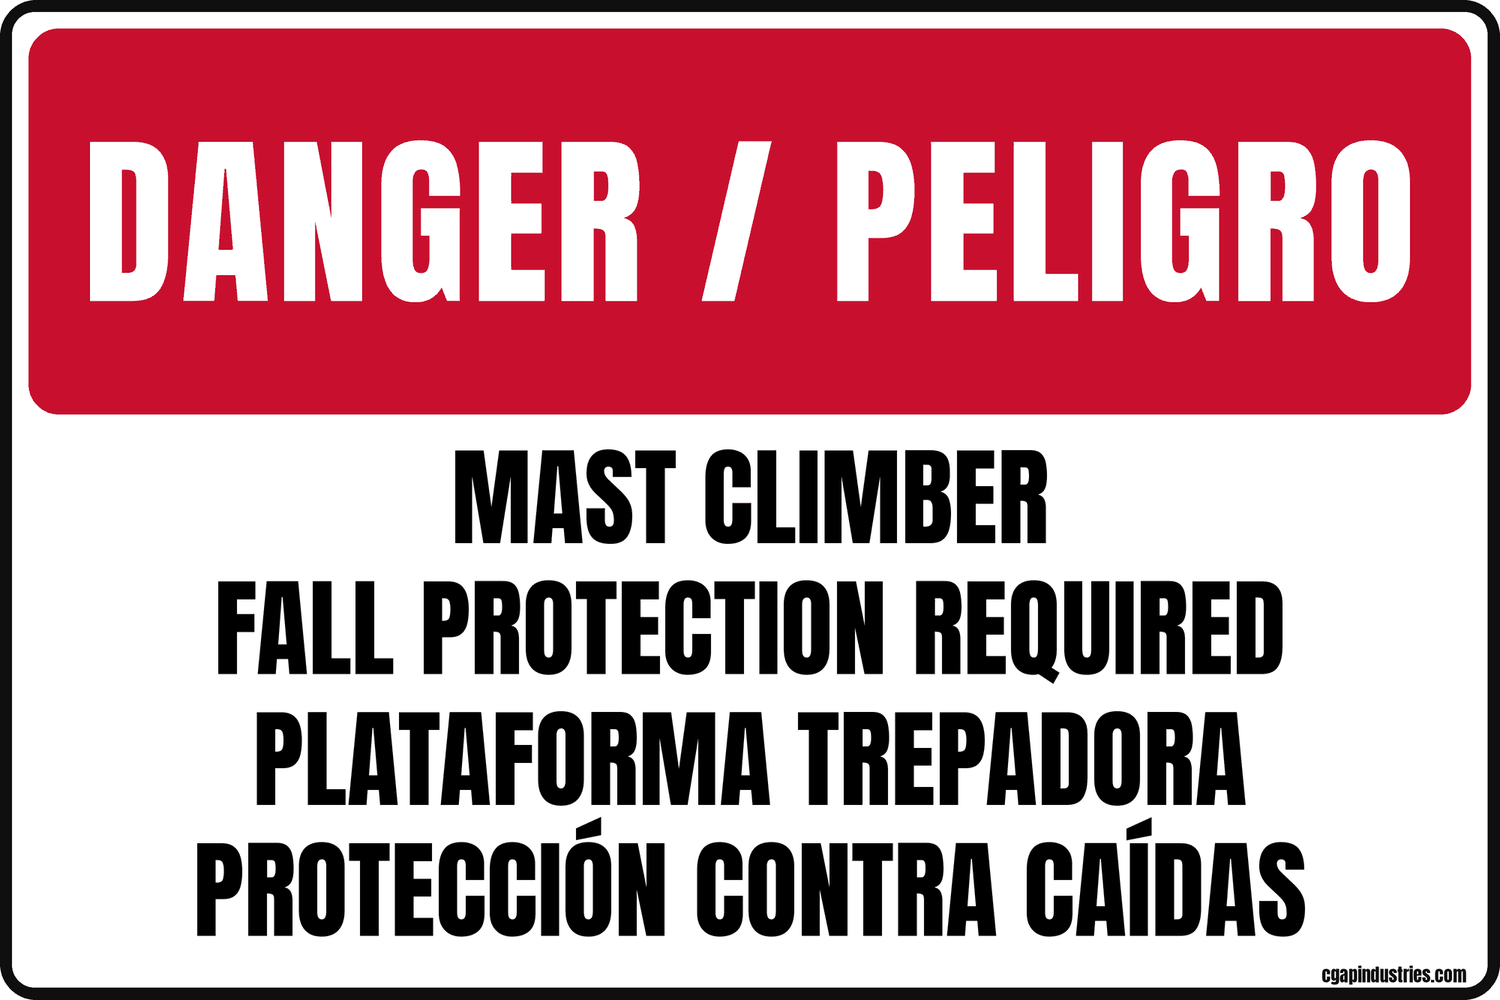 DANGER / PELIGRO
MAST CLIMBER
FALL PROTECTION REQUIRED
PLATAFORMA TREPADORA
PROTECCIÓN CONTRA CAÍDAS
cgapindustries.com